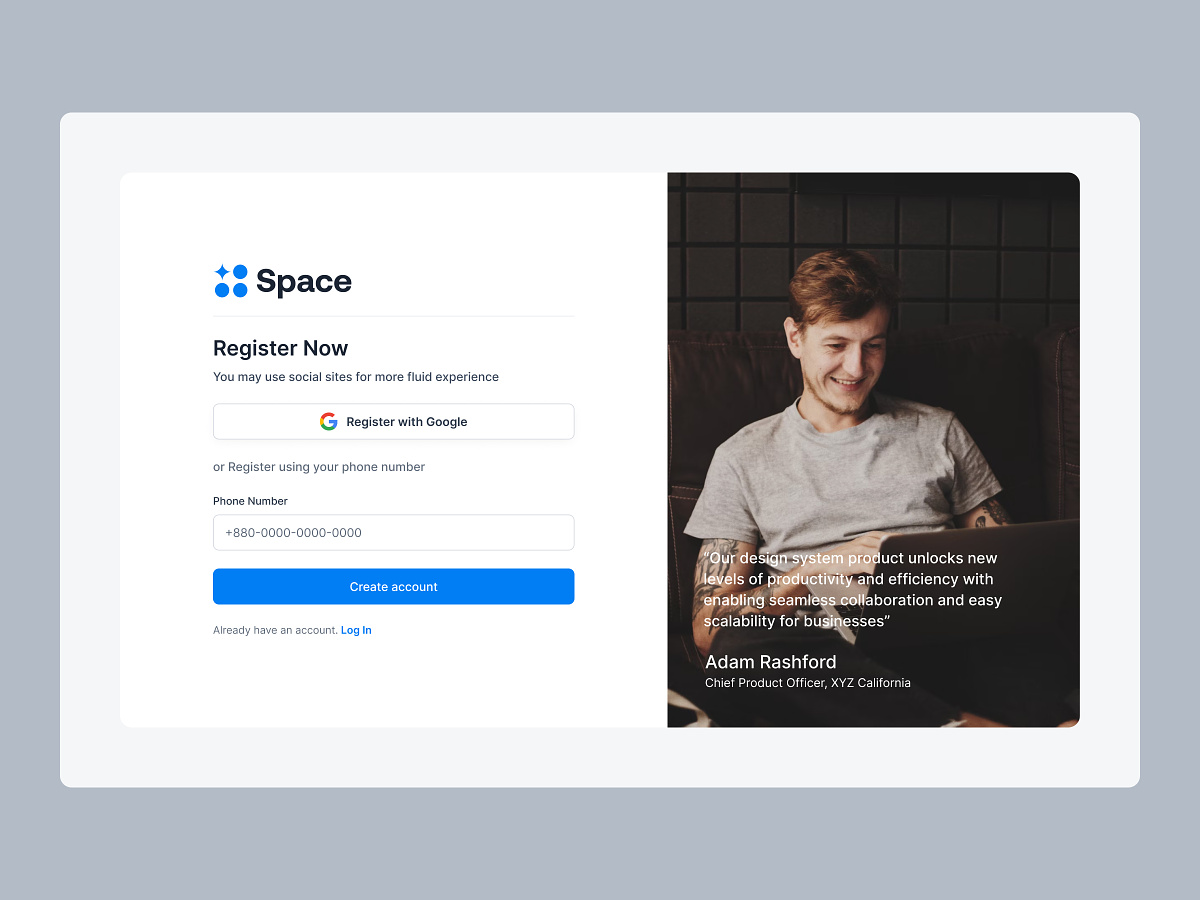 Space
Register Now
You may use social sites for more fluid experience
Register with Google
or Register using your phone number
Phone Number
+880-0000-0000-0000
Create account
Already have an account. Log In
“Our design system product unlocks new
levels of productivity and efficiency with
enabling seamless collaboration and easy
scalability for businesses”
Adam Rashford
Chief Product Officer, XYZ California